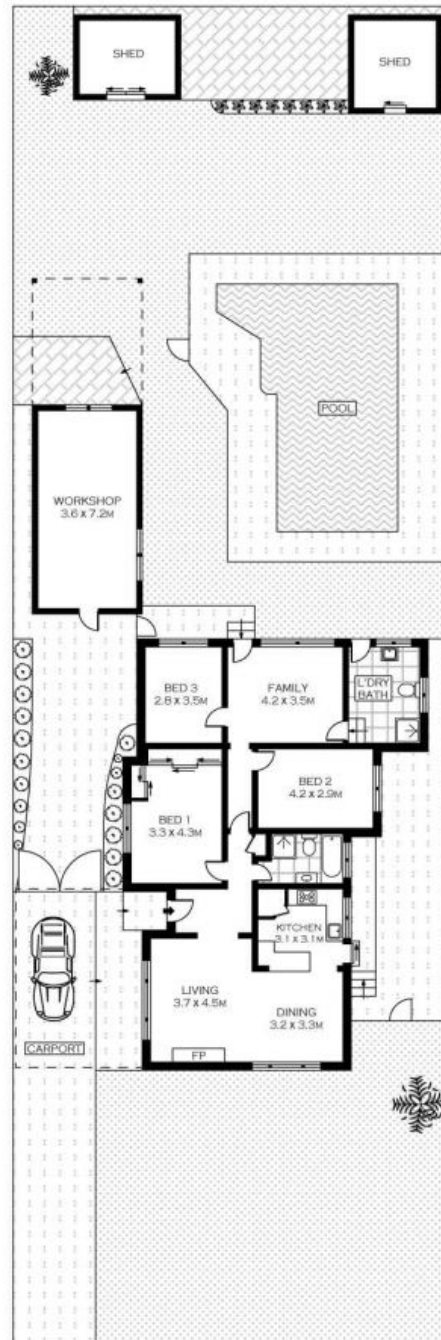 SHED
SHED
POOL
WORKSHOP
3.6 X 7.2M
BED 3
2.8 X 3.5M
FAMILY
4.2 X 3.5M
L'DRY
BATH
BED 2
4.2 X 2.9M
BED 1
3.3 X 4.3M
KITCHEN
3.1 X 3.1M
LIVING
3.7 X 4.5M
DINING
3.2 X 3.3M
CARPORT
FP